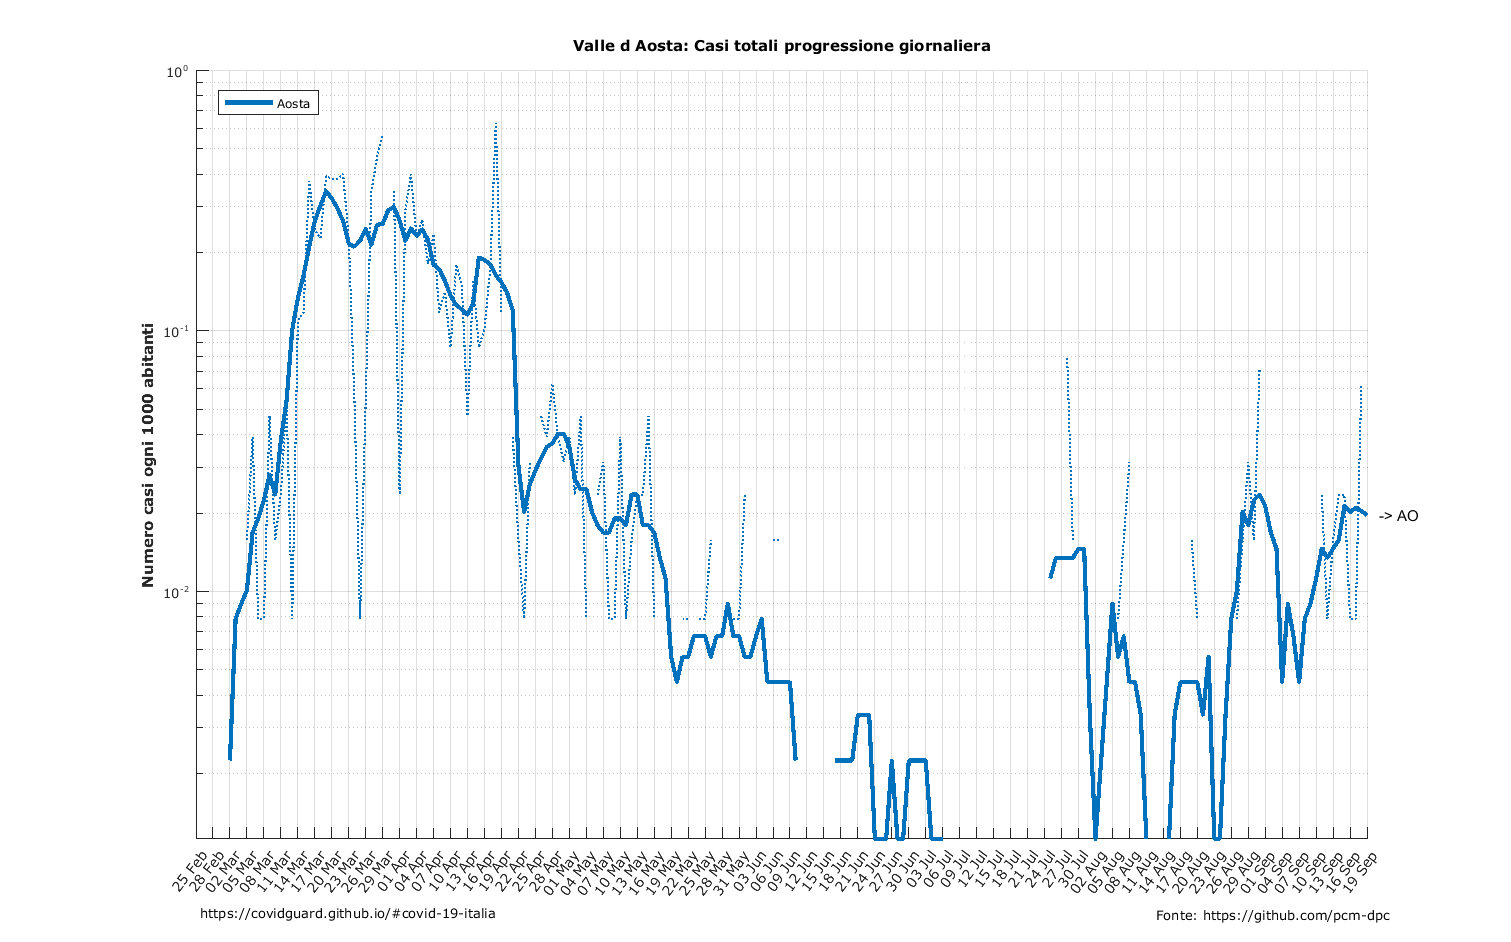 Valle d Aosta: Casi totali progressione giornaliera
10⁰
Aosta
10⁻¹
10⁻²
Numero casi ogni 1000 abitanti
-> AO
25 Feb
28 Feb
02 Mar
05 Mar
08 Mar
11 Mar
14 Mar
17 Mar
20 Mar
23 Mar
26 Mar
29 Mar
01 Apr
04 Apr
07 Apr
10 Apr
13 Apr
16 Apr
19 Apr
22 Apr
25 Apr
28 Apr
01 May
04 May
07 May
10 May
13 May
16 May
19 May
22 May
25 May
28 May
31 May
03 Jun
06 Jun
09 Jun
12 Jun
15 Jun
18 Jun
21 Jun
24 Jun
27 Jun
30 Jun
03 Jul
06 Jul
09 Jul
12 Jul
15 Jul
18 Jul
21 Jul
24 Jul
27 Jul
30 Jul
02 Aug
05 Aug
08 Aug
11 Aug
14 Aug
17 Aug
20 Aug
23 Aug
26 Aug
29 Aug
01 Sep
04 Sep
07 Sep
10 Sep
13 Sep
16 Sep
19 Sep
https://covidguard.github.io/#covid-19-italia
Fonte: https://github.com/pcm-dpc